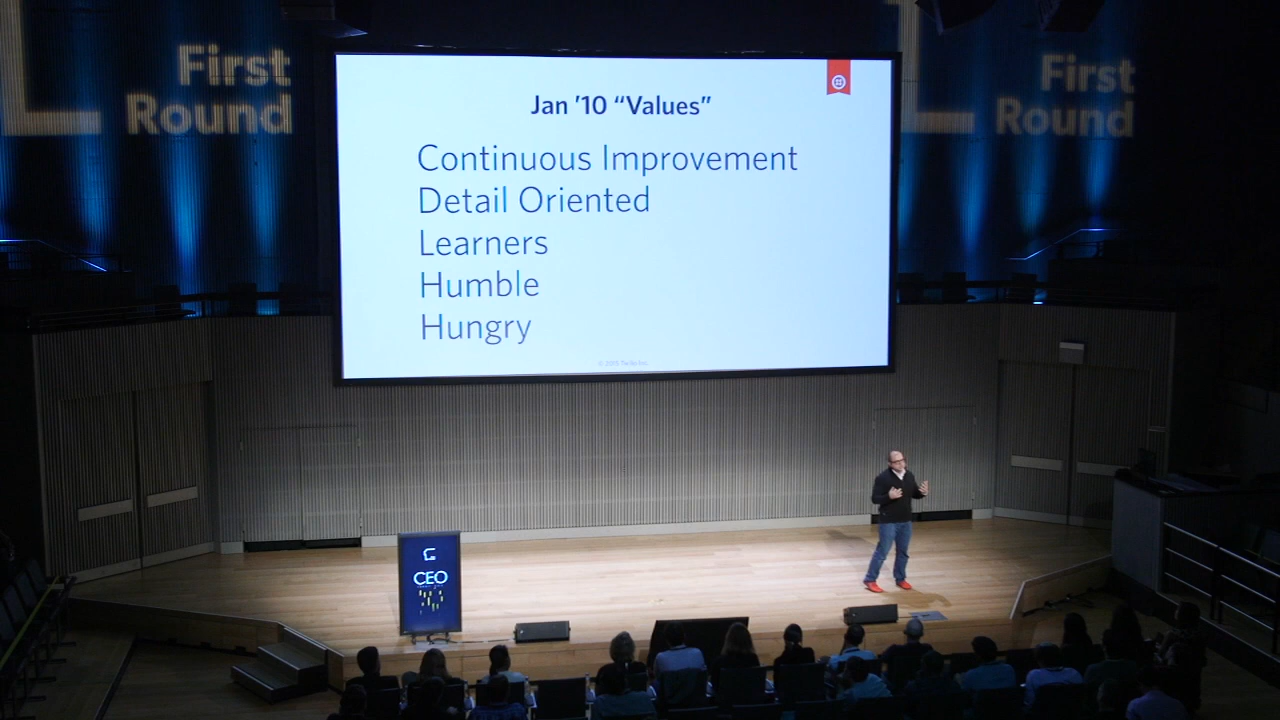 First
Round
First
Round
Jan '10 “Values”
Continuous Improvement
Detail Oriented
Learners
Humble
Hungry
CEO